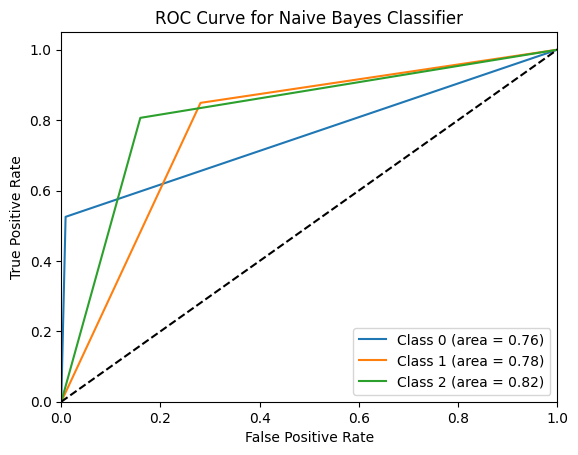 ROC Curve for Naive Bayes Classifier
1.0
0.8
0.6
0.4
0.2
0.0
True Positive Rate
0.0 0.2 0.4 0.6 0.8 1.0
False Positive Rate
Class 0 (area = 0.76)
Class 1 (area = 0.78)
Class 2 (area = 0.82)